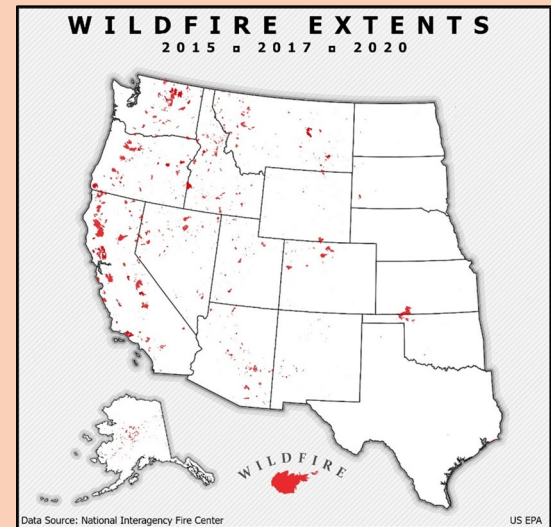 WILDFIRE EXTENTS
2015 ▫ 2017 ▫ 2020
WILDFIRE
Data Source: National Interagency Fire Center
US EPA